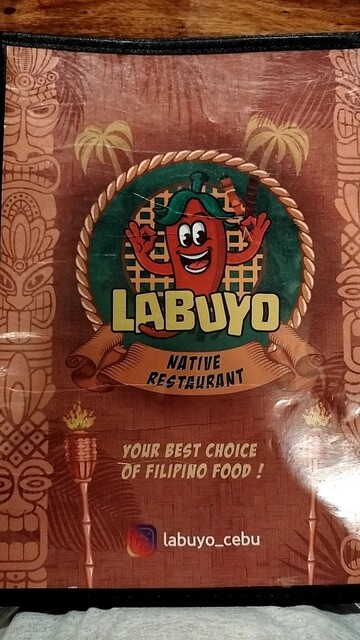 LABUYO
NATIVE
RESTAURANT
YOUR BEST CHOICE
OF FILIPINO FOOD !
labuyo_cebu